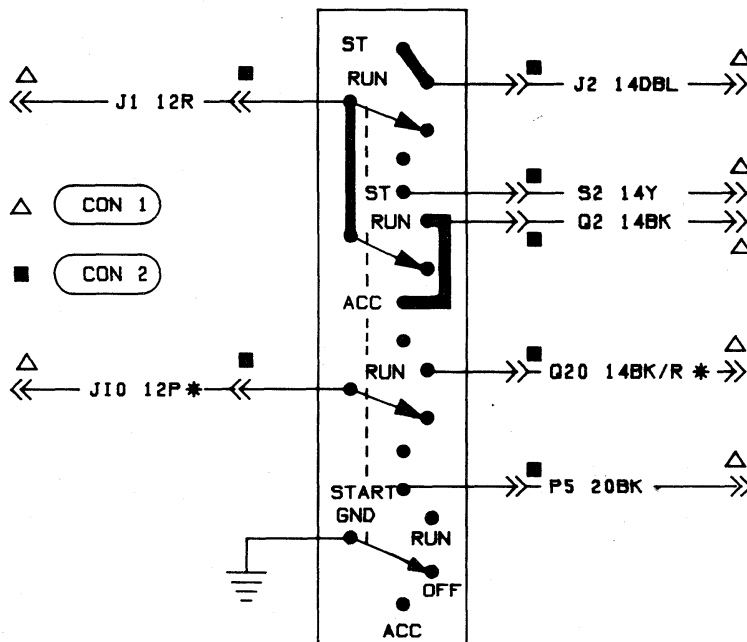 ST
RUN
J1 12R
J2 14DBL
ST
S2 14Y
CON 1
RUN
Q2 14BK
CON 2
ACC
RUN
J10 12P*
Q20 14BK/R *
START
P5 20BK
GND
RUN
OFF
ACC